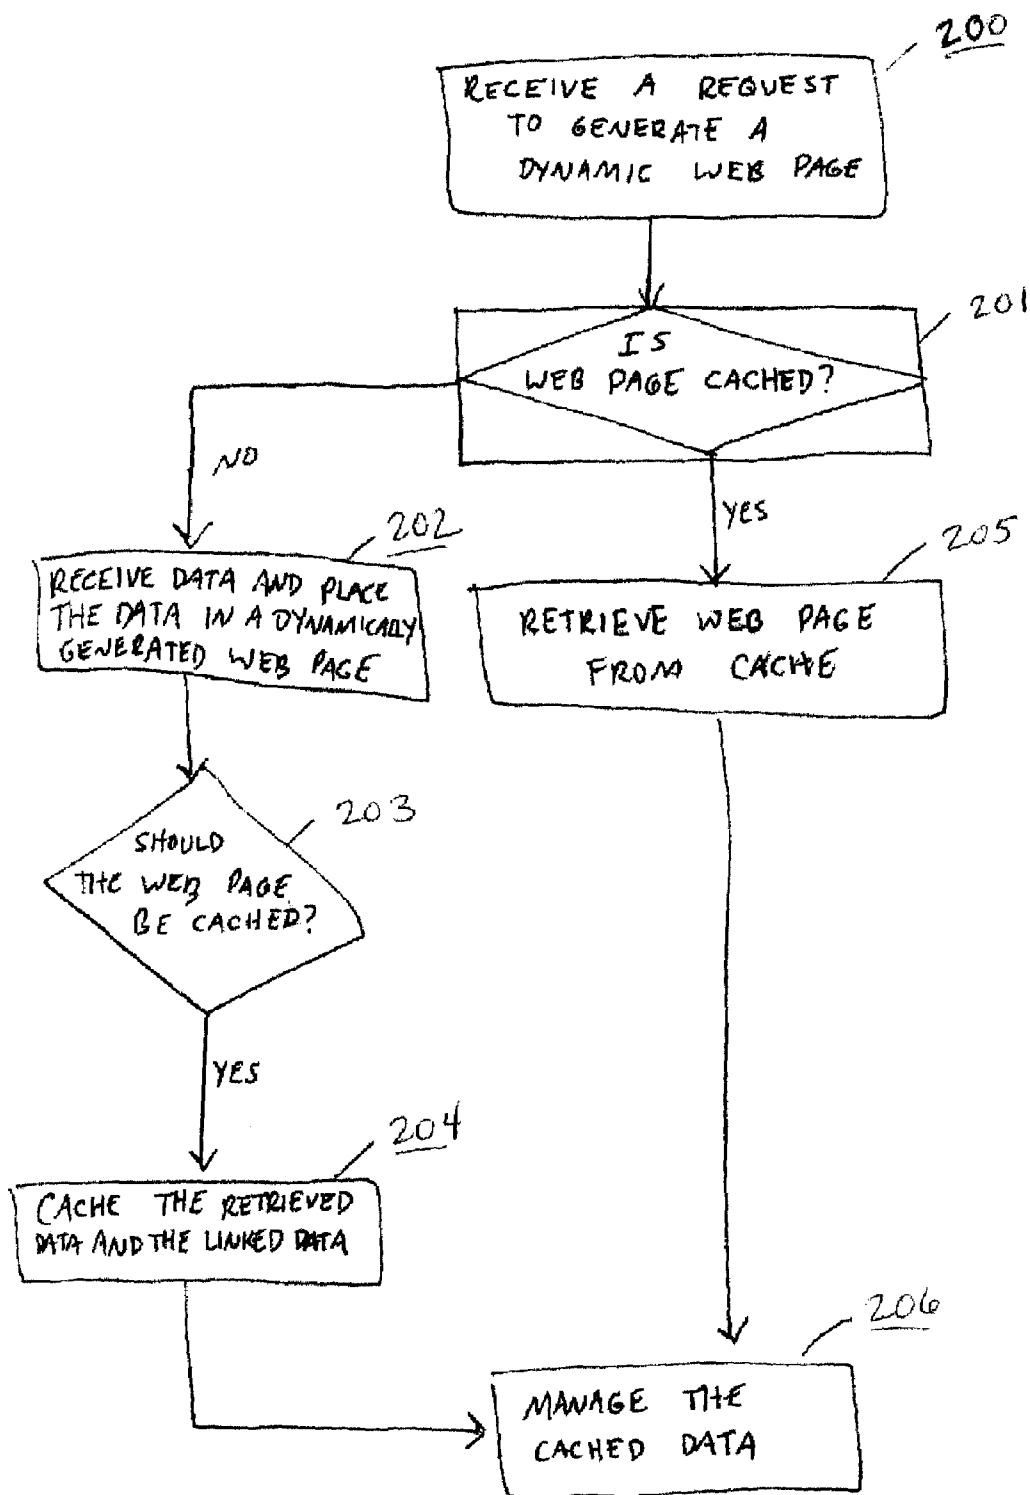 200
RECEIVE A REQUEST
TO GENERATE A
DYNAMIC WEB PAGE
201
IS
WEB PAGE CACHED?
NO
YES
202
RECEIVE DATA AND PLACE
THE DATA IN A DYNAMICALLY
GENERATED WEB PAGE
205
RETRIEVE WEB PAGE
FROM CACHE
203
SHOULD
THE WEB PAGE
BE CACHED?
YES
204
CACHE THE RETRIEVED
DATA AND THE LINKED DATA
206
MANAGE THE
CACHED DATA